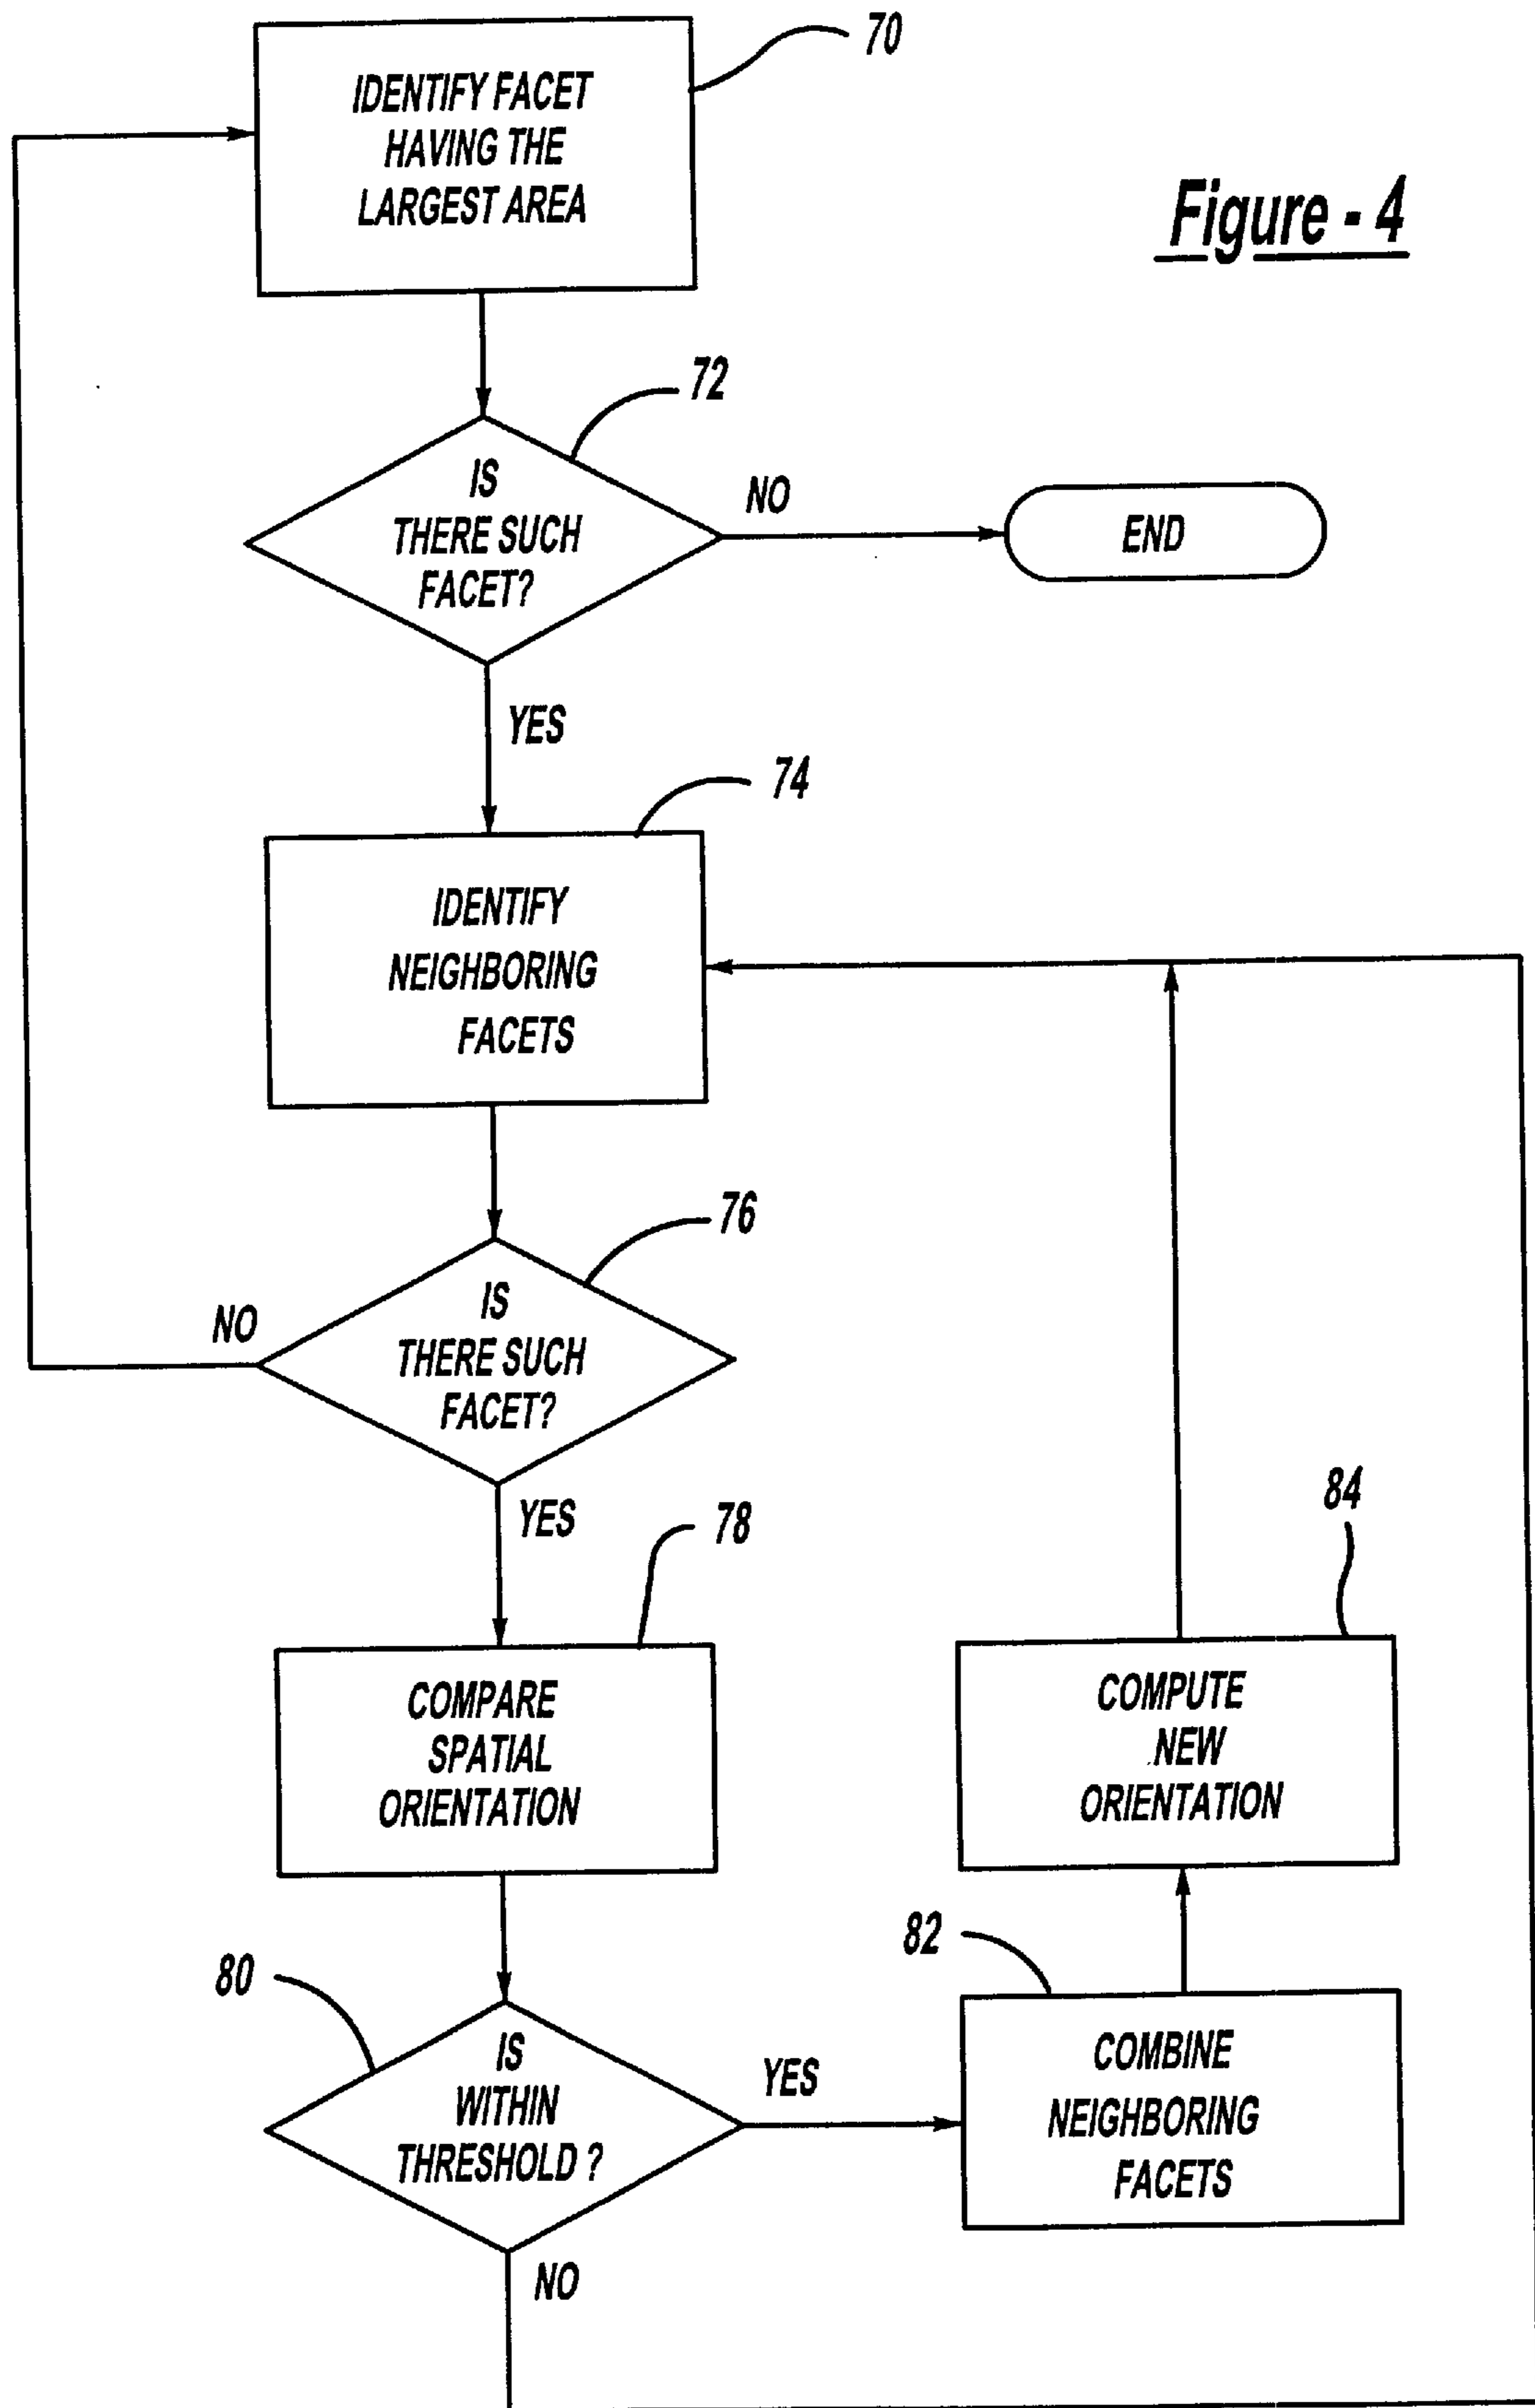 70
IDENTIFY FACET
HAVING THE
LARGEST AREA
Figure - 4
72
IS
THERE SUCH
FACET?
NO
END
YES
74
IDENTIFY
NEIGHBORING
FACETS
76
IS
THERE SUCH
FACET?
NO
YES
78
COMPARE
SPATIAL
ORIENTATION
84
COMPUTE
NEW
ORIENTATION
80
IS
WITHIN
THRESHOLD ?
YES
82
COMBINE
NEIGHBORING
FACETS
NO